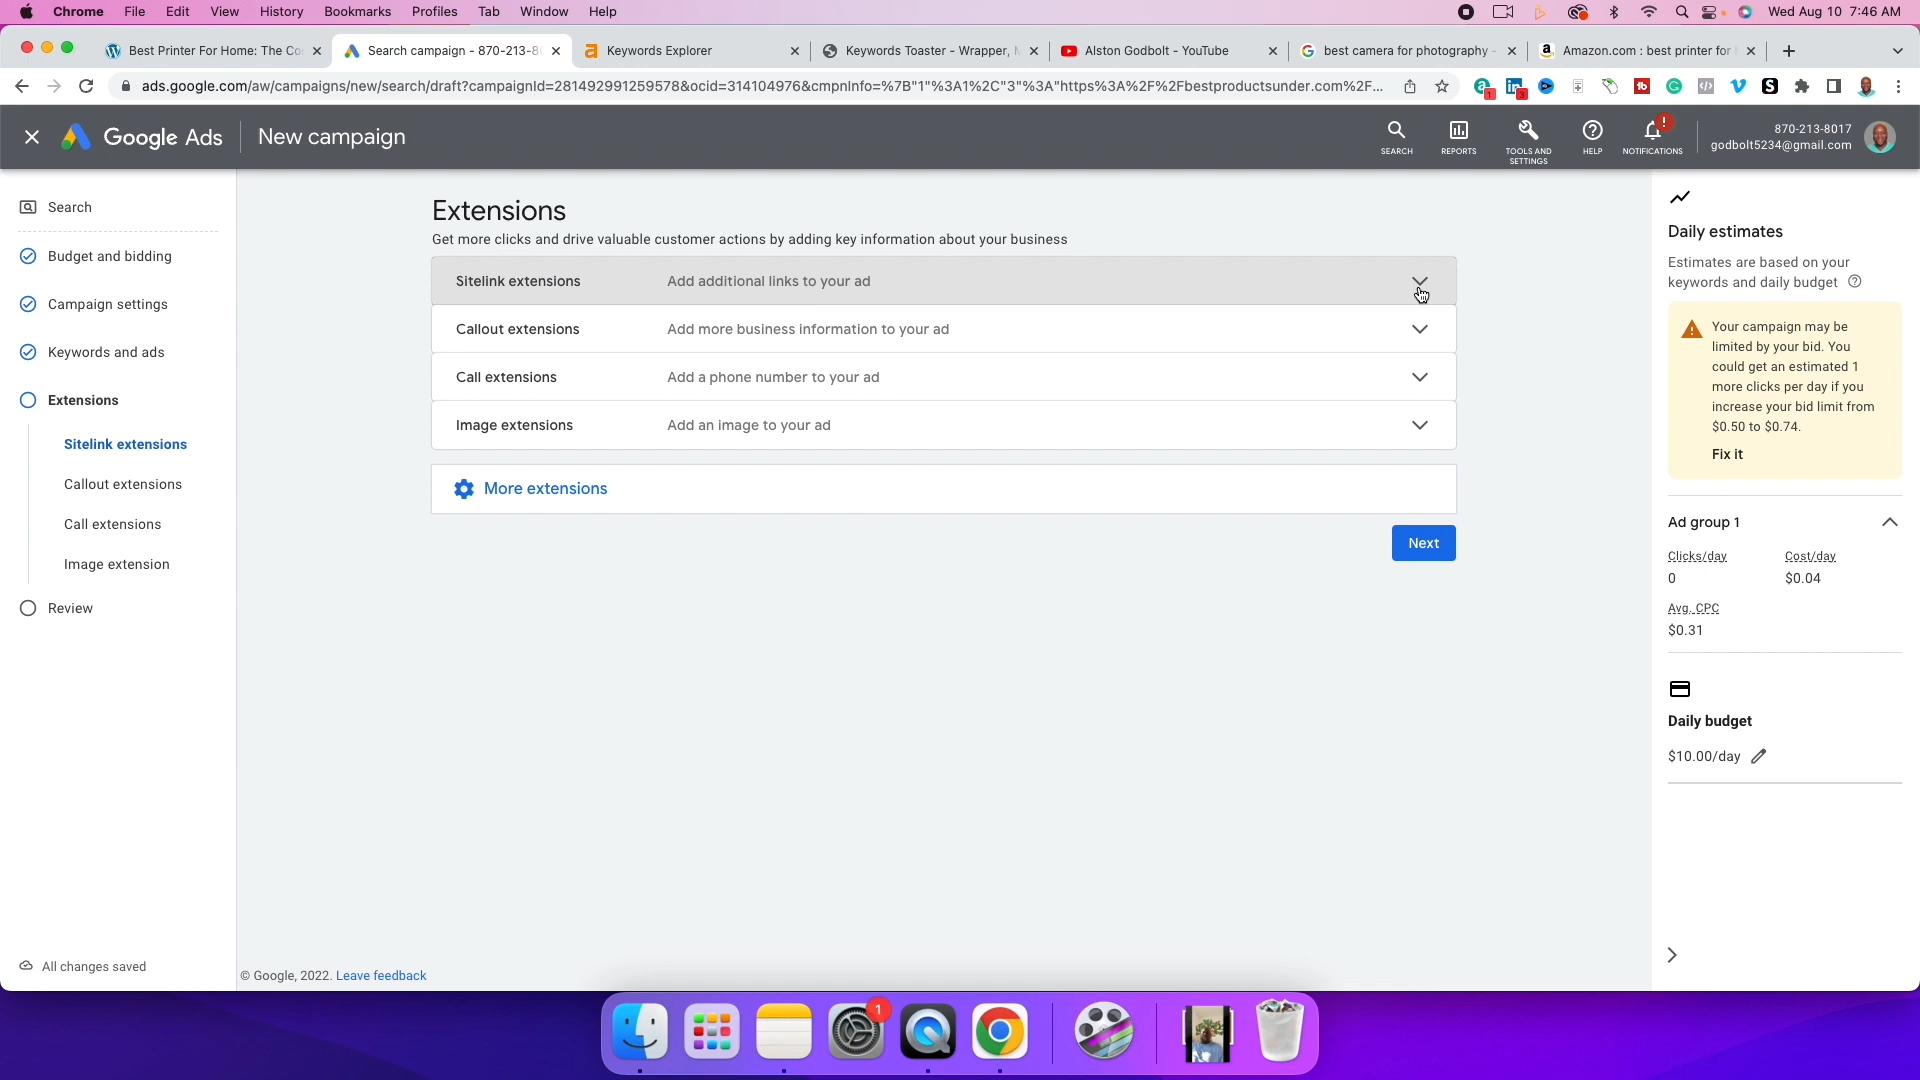 Chrome File Edit View History Bookmarks Profiles Tab Window Help Wed Aug 10 7:46 AM
Best Printer For Home: The Co
Search campaign - 870-213-8
Keywords Explorer
Keywords Toaster - Wrapper,
Alston Godbolt - YouTube
best camera for photography -
Amazon.com : best printer for
ads.google.com/aw/campaigns/new/search/draft?campaignId=281492991259578&ocid=314104976&cmpnInfo=%7B"1"%3A1%2C"3"%3A"https%3A%2F%2Fbestproductsunder.com%2F...
Google Ads
New campaign
SEARCH
REPORTS
TOOLS AND
SETTINGS
HELP
NOTIFICATIONS
870-213-8017
godbolt5234@gmail.com
Search
Budget and bidding
Campaign settings
Keywords and ads
Extensions
Sitelink extensions
Callout extensions
Call extensions
Image extension
Review
All changes saved
Extensions
Get more clicks and drive valuable customer actions by adding key information about your business
Sitelink extensions Add additional links to your ad
Callout extensions Add more business information to your ad
Call extensions Add a phone number to your ad
Image extensions Add an image to your ad
More extensions
Next
© Google, 2022. Leave feedback
Daily estimates
Estimates are based on your
keywords and daily budget
Your campaign may be
limited by your bid. You
could get an estimated 1
more clicks per day if you
increase your bid limit from
$0.50 to $0.74.
Fix it
Ad group 1
Clicks/day Cost/day
0 $0.04
Avg. CPC
$0.31
Daily budget
$10.00/day
1